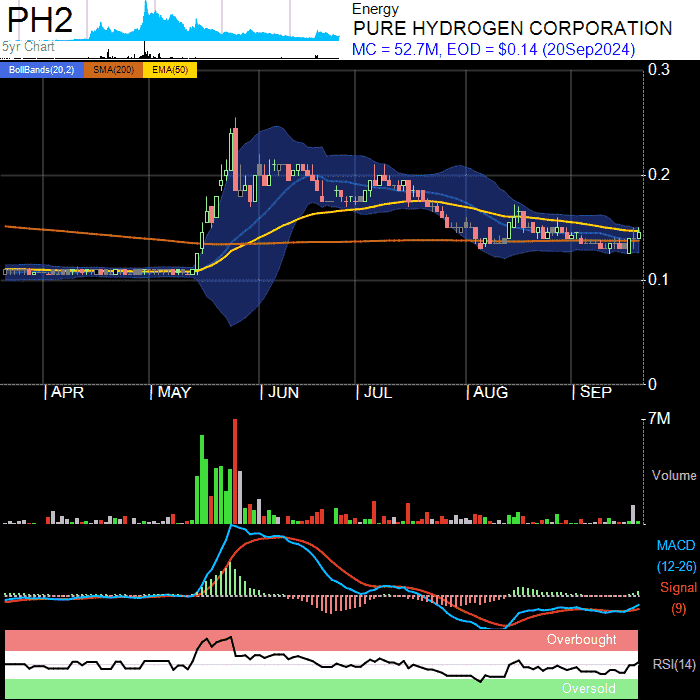 PH2
5yr Chart
Energy
PURE HYDROGEN CORPORATION
MC = 52.7M, EOD = $0.14 (20Sep2024)
BollBands(20,2) SMA(200) EMA(50)
0.3
0.2
0.1
0
| APR | MAY | JUN | JUL | AUG | SEP
7M
Volume
MACD
(12-26)
Signal
(9)
Overbought
RSI(14)
Oversold